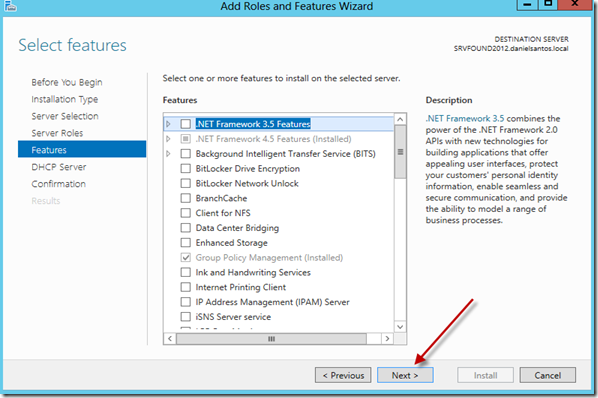 Add Roles and Features Wizard
Select features
DESTINATION SERVER
SRVFOUND2012.danielsantos.local
Before You Begin
Installation Type
Server Selection
Server Roles
Features
DHCP Server
Confirmation
Results
Select one or more features to install on the selected server.
Features
.NET Framework 3.5 Features
.NET Framework 4.5 Features (Installed)
Background Intelligent Transfer Service (BITS)
BitLocker Drive Encryption
BitLocker Network Unlock
BranchCache
Client for NFS
Data Center Bridging
Enhanced Storage
Group Policy Management (Installed)
Ink and Handwriting Services
Internet Printing Client
IP Address Management (IPAM) Server
iSNS Server service
Description
.NET Framework 3.5 combines the
power of the .NET Framework 2.0
APIs with new technologies for
building applications that offer
appealing user interfaces, protect
your customers' personal identity
information, enable seamless and
secure communication, and provide
the ability to model a range of
business processes.
< Previous
Next >
Install
Cancel